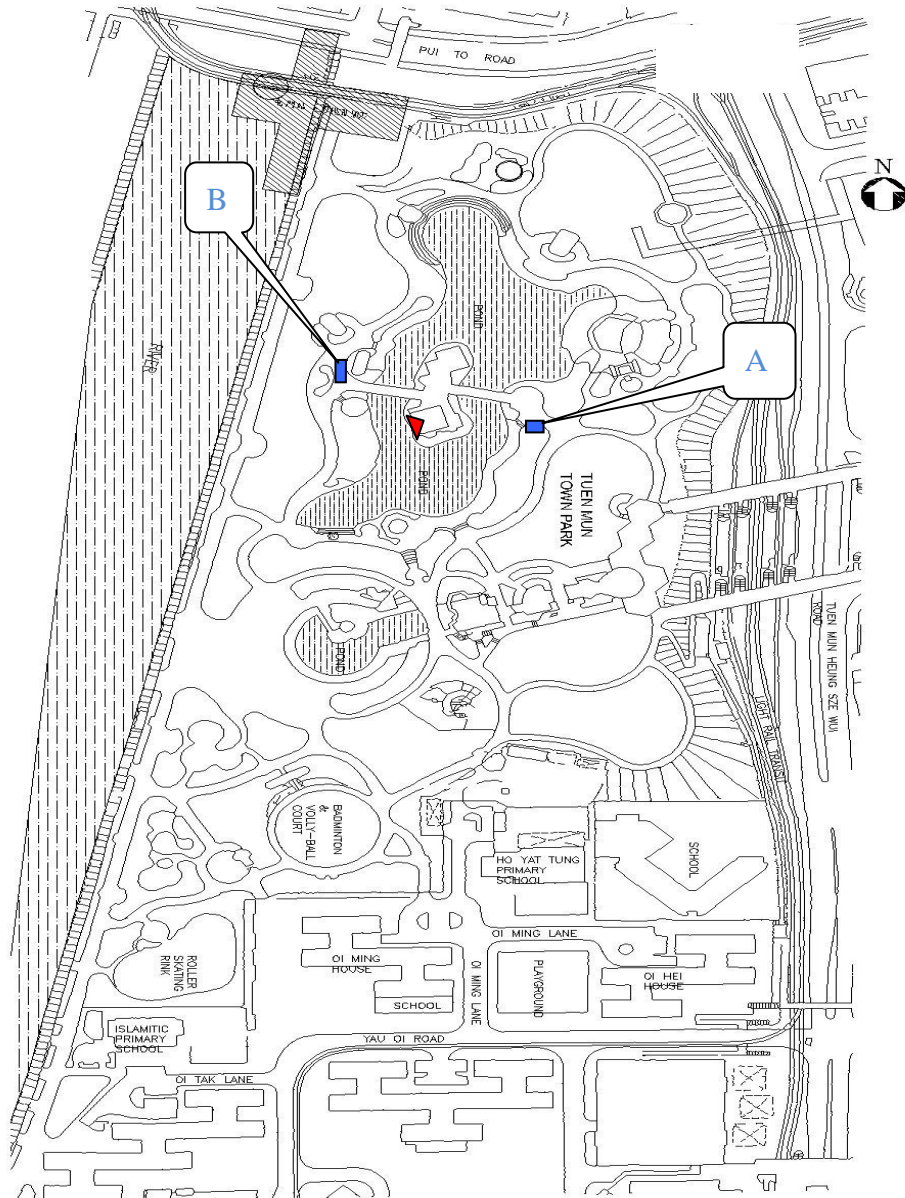 PUI TO ROAD
N
B
POND
RIVER
A
POND
TUEN MUN
TOWN PARK
TUEN MUN HEUNG SZE WUI
ROAD
POND
LIGHT RAIL TRANSIT
BADMINTON
&
VOLLY-BALL
COURT
HO YAT TUNG
PRIMARY
SCHOOL
SCHOOL
OI MING LANE
OI MING
HOUSE
ROLLER
SKATING
RINK
OI MING LANE
PLAYGROUND
OI HEI
HOUSE
SCHOOL
ISLAMITIC
PRIMARY
SCHOOL
YAU OI ROAD
OI TAK LANE